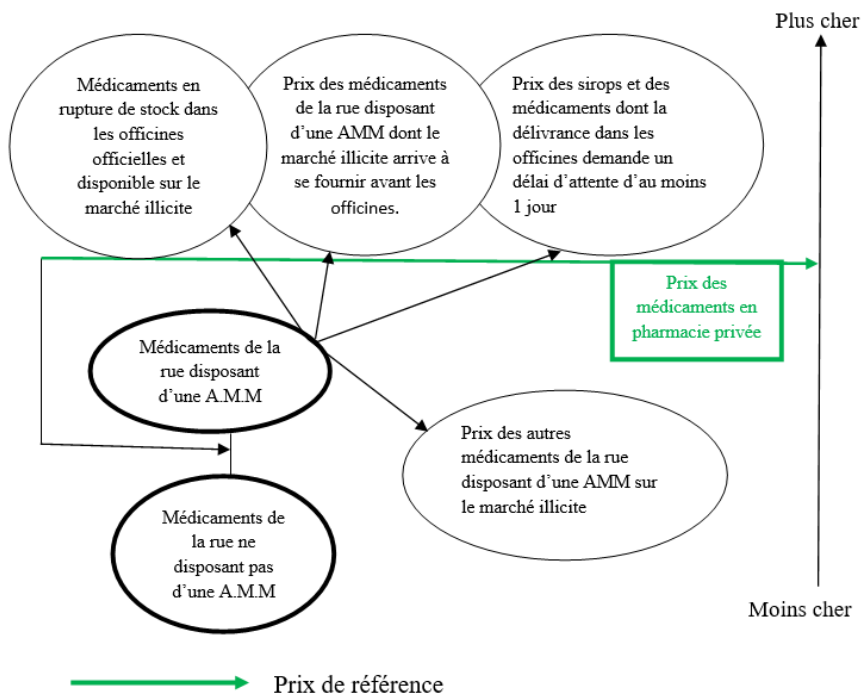 Plus cher
Médicaments en
rupture de stock dans
les officines
officielles et
disponible sur le
marché illicite
Prix des médicaments
de la rue disposant
d’une AMM dont le
marché illicite arrive à
se fournir avant les
officines.
Prix des sirops et des
médicaments dont la
délivrance dans les
officines demande un
délai d’attente d’au moins
1 jour
Prix des
médicaments en
pharmacie privée
Médicaments de la
rue disposant
d’une A.M.M
Prix des autres
médicaments de la rue
disposant d’une AMM sur
le marché illicite
Médicaments de
la rue ne
disposant pas
d’une A.M.M
Moins cher
Prix de référence